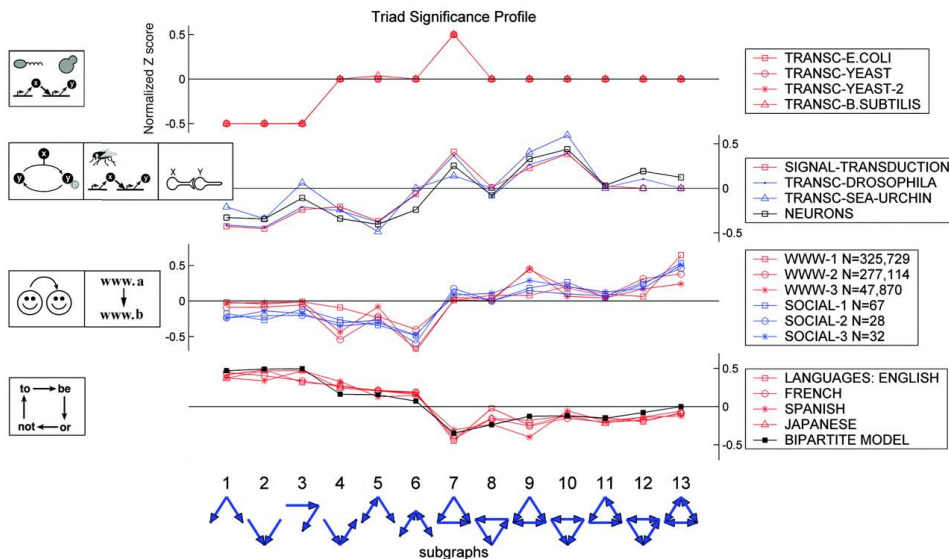 Triad Significance Profile
Normalized Z score
0.5
0
-0.5
x
y
TRANSC-E.COLI
TRANSC-YEAST
TRANSC-YEAST-2
TRANSC-B.SUBTILIS
x
y
y
p
x
y
X
Y
0.5
0
-0.5
SIGNAL-TRANSDUCTION
TRANSC-DROSOPHILA
TRANSC-SEA-URCHIN
NEURONS
www.a
www.b
0.5
0
-0.5
WWW-1 N=325,729
WWW-2 N=277,114
WWW-3 N=47,870
SOCIAL-1 N=67
SOCIAL-2 N=28
SOCIAL-3 N=32
to be
not or
0.5
0
-0.5
LANGUAGES: ENGLISH
FRENCH
SPANISH
JAPANESE
BIPARTITE MODEL
1 2 3 4 5 6 7 8 9 10 11 12 13
subgraphs